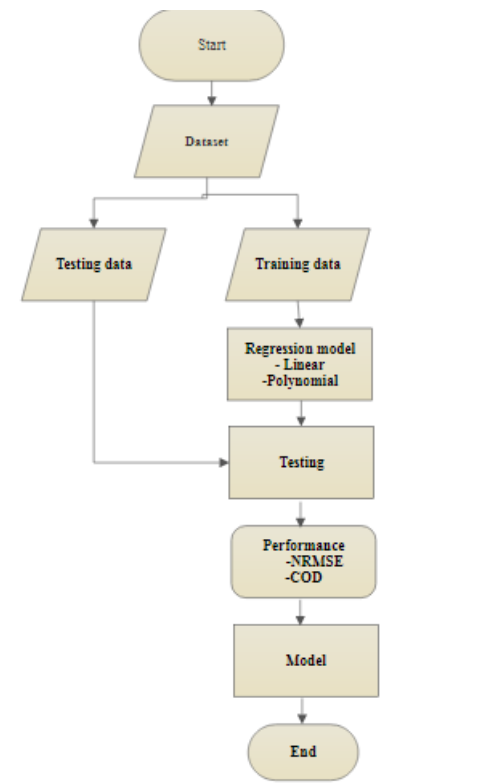 Start
Dataset
Testing data
Training data
Regression model
- Linear
-Polynomial
Testing
Performance
-NRMSE
-COD
Model
End